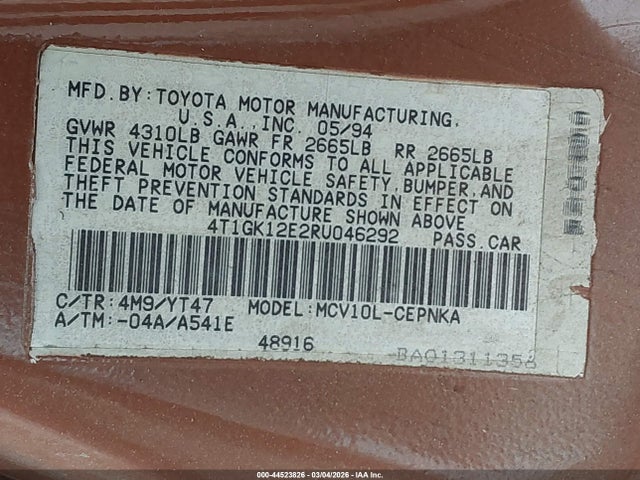 MFD. BY: TOYOTA MOTOR MANUFACTURING,
U.S.A., INC. 05/94
GVWR 4310LB GAWR FR 2665LB RR 2665LB
THIS VEHICLE CONFORMS TO ALL APPLICABLE
FEDERAL MOTOR VEHICLE SAFETY, BUMPER, AND
THEFT PREVENTION STANDARDS IN EFFECT ON
THE DATE OF MANUFACTURE SHOWN ABOVE
4T1GK12E2RU046292 PASS. CAR
C/TR: 4M9/YT47 MODEL: MCV10L-CEPNKA
A/TM: -04A/A541E
48916
BA01311358
000-44523826 - 03/04/2026 - IAA Inc.